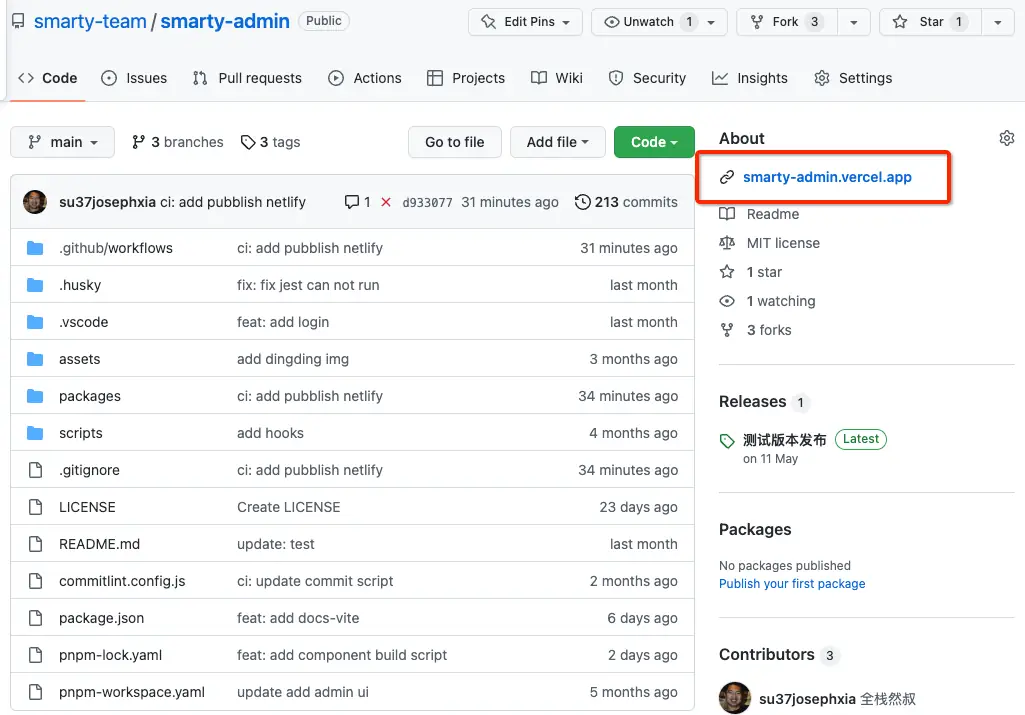 smarty-team / smarty-admin Public Edit Pins Unwatch 1 Fork 3 Star 1
Code Issues Pull requests Actions Projects Wiki Security Insights Settings
main 3 branches 3 tags Go to file Add file Code
su37josephxia ci: add pubblish netlify 1 d933077 31 minutes ago 213 commits
.github/workflows ci: add pubblish netlify 31 minutes ago
.husky fix: fix jest can not run last month
.vscode feat: add login last month
assets add dingding img 3 months ago
packages ci: add pubblish netlify 34 minutes ago
scripts add hooks 4 months ago
.gitignore ci: add pubblish netlify 34 minutes ago
LICENSE Create LICENSE 23 days ago
README.md update: test last month
commitlint.config.js ci: update commit script 2 months ago
package.json feat: add docs-vite 6 days ago
pnpm-lock.yaml feat: add component build script 2 days ago
pnpm-workspace.yaml update add admin ui 5 months ago
About
smarty-admin.vercel.app
Readme
MIT license
1 star
1 watching
3 forks
Releases 1
测试版本发布 Latest
on 11 May
Packages
No packages published
Publish your first package
Contributors 3
su37josephxia 全栈然叔